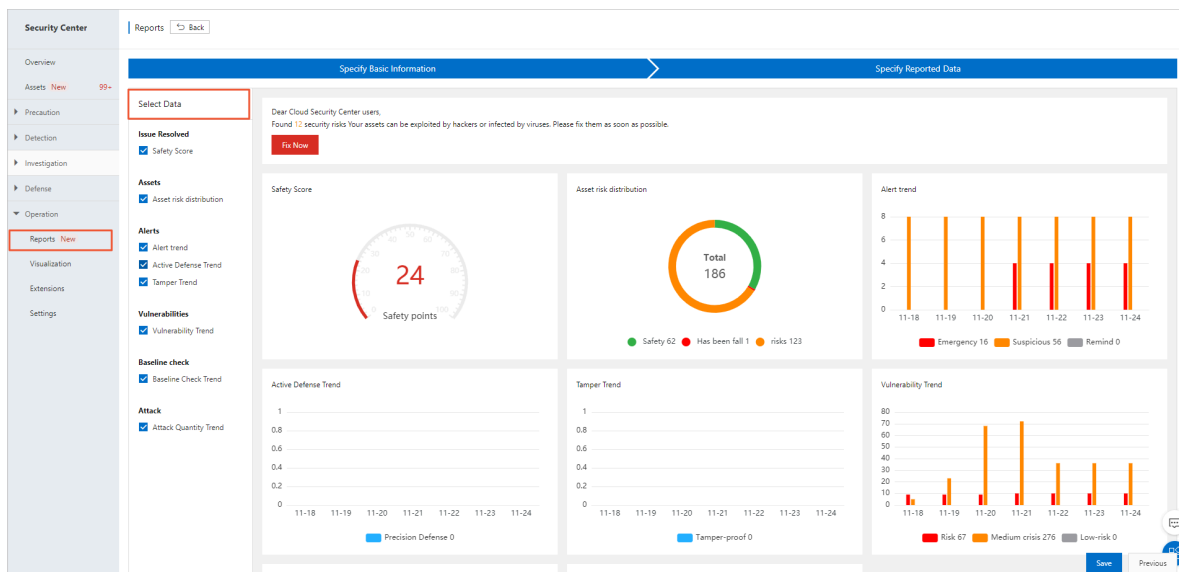 Security Center
Reports Back
Overview
Assets New 99+
Precaution
Detection
Investigation
Defense
Operation
Reports New
Visualization
Extensions
Settings
Specify Basic Information
Specify Reported Data
Select Data
Issue Resolved
Safety Score
Assets
Asset risk distribution
Alerts
Alert trend
Active Defense Trend
Tamper Trend
Vulnerabilities
Vulnerability Trend
Baseline check
Baseline Check Trend
Attack
Attack Quantity Trend
Dear Cloud Security Center users,
Found 12 security risks Your assets can be exploited by hackers or infected by viruses. Please fix them as soon as possible.
Fix Now
Safety Score
40 50 60
24
Safety points
Asset risk distribution
Total
186
Safety 62 Has been fall 1 risks 123
Alert trend
8
6
4
2
0
11-18 11-19 11-20 11-21 11-22 11-23 11-24
Emergency 16 Suspicious 56 Remind 0
Active Defense Trend
1
0.8
0.6
0.4
0.2
0
11-18 11-19 11-20 11-21 11-22 11-23 11-24
Precision Defense 0
Tamper Trend
1
0.8
0.6
0.4
0.2
0
11-18 11-19 11-20 11-21 11-22 11-23 11-24
Tamper-proof 0
Vulnerability Trend
80
70
60
50
40
30
20
10
0
11-18 11-19 11-20 11-21 11-22 11-23 11-24
Risk 67 Medium crisis 276 Low-risk 0
Save Previous